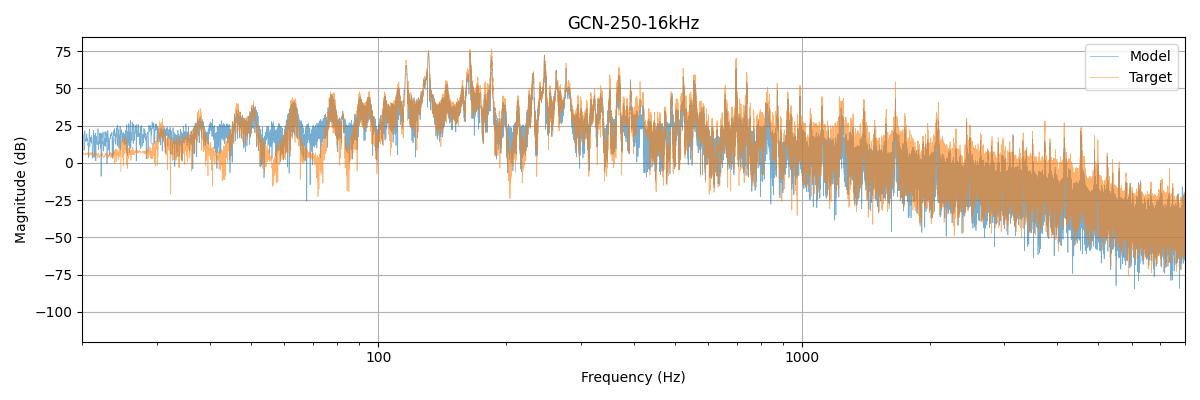 GCN-250-16kHz
Model
Target
Magnitude (dB)
75
50
25
0
−25
−50
−75
−100
100
1000
Frequency (Hz)